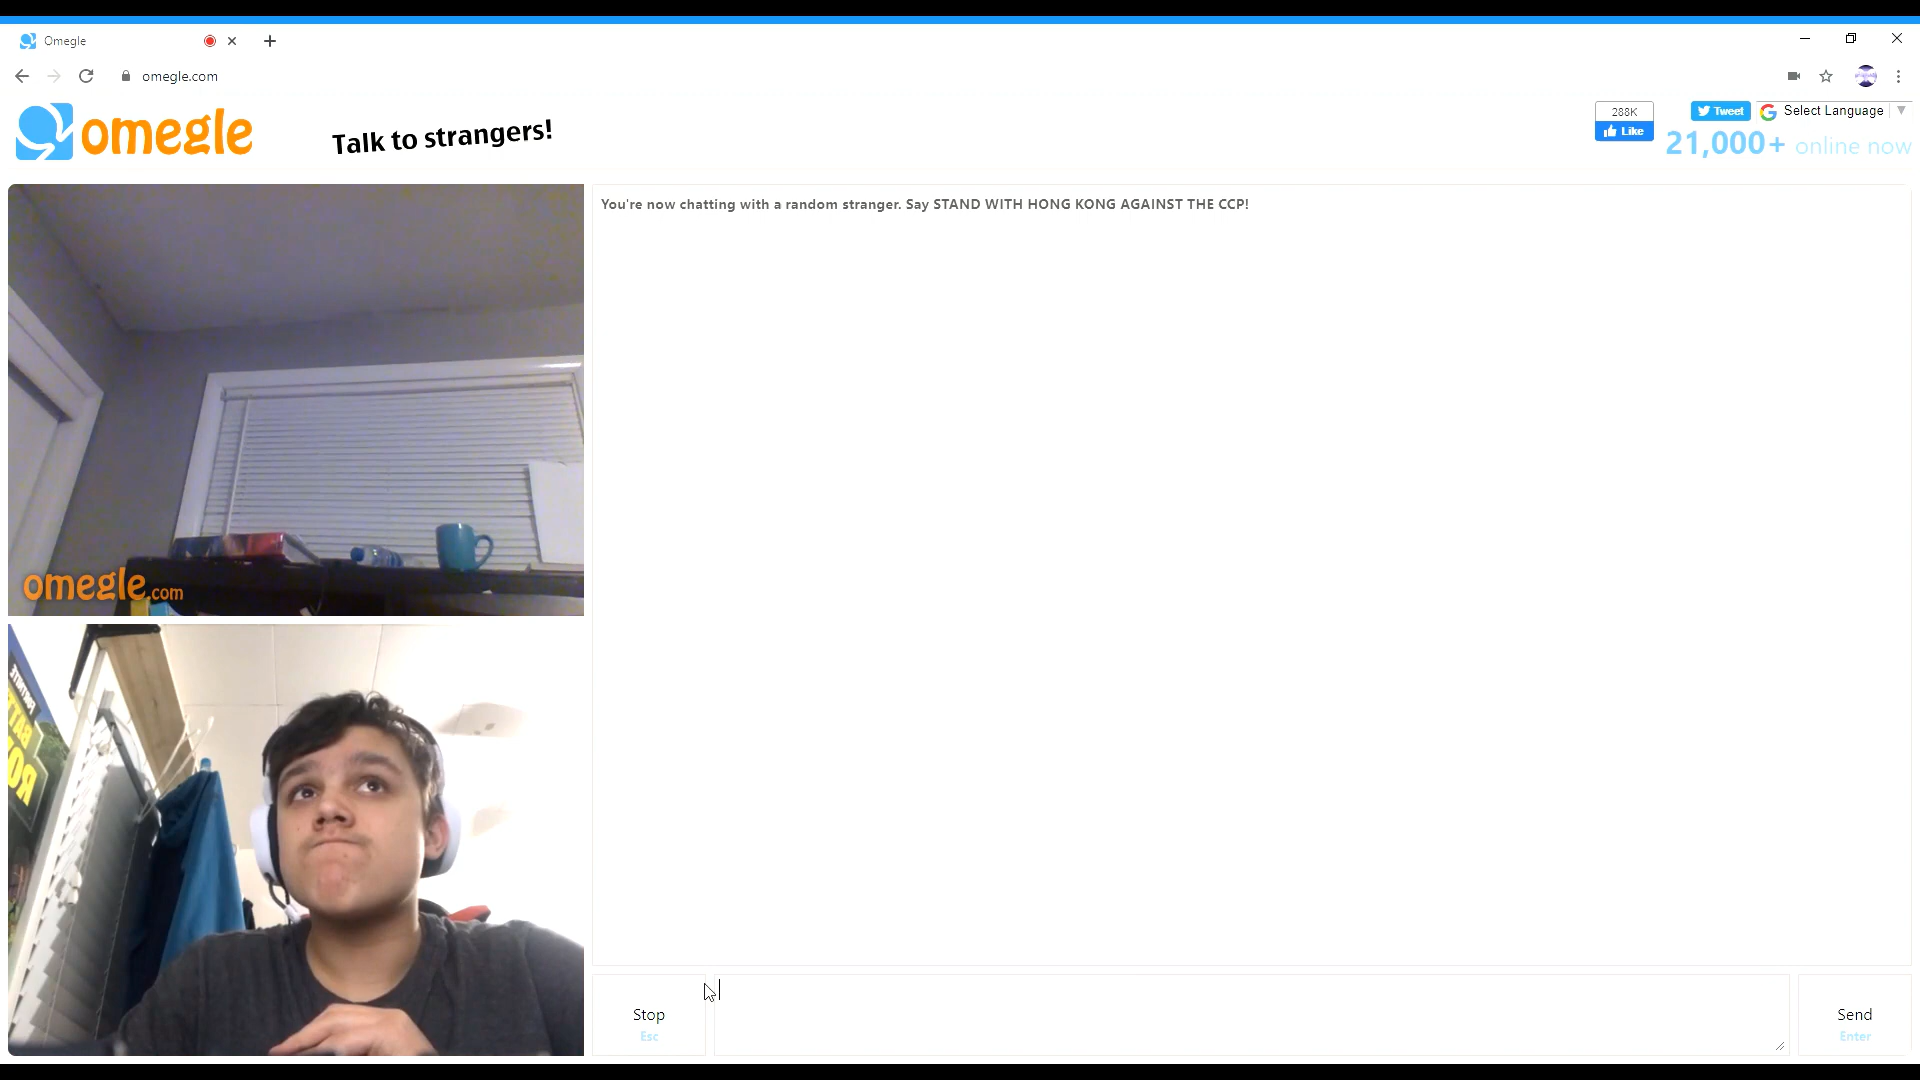 Omegle
omegle.com
omegle
Talk to strangers!
288K
Like
Tweet
Select Language
21,000+ online now
You're now chatting with a random stranger. Say STAND WITH HONG KONG AGAINST THE CCP!
omegle.com
Stop
Esc
Send
Enter